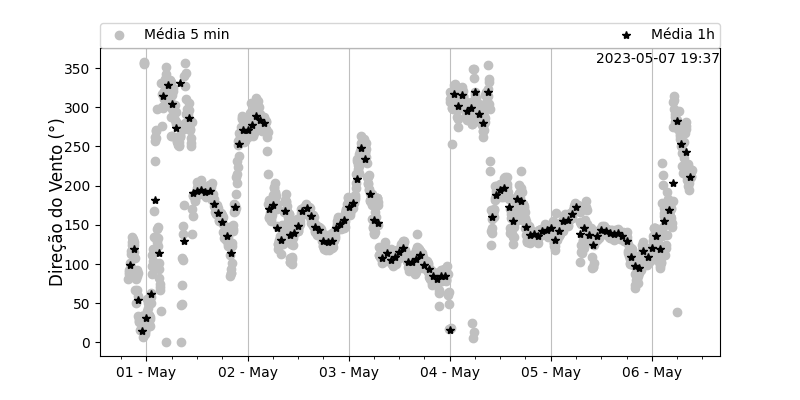 Média 5 min
Média 1h
2023-05-07 19:37
Direção do Vento (°)
350
300
250
200
150
100
50
0
01 - May
02 - May
03 - May
04 - May
05 - May
06 - May